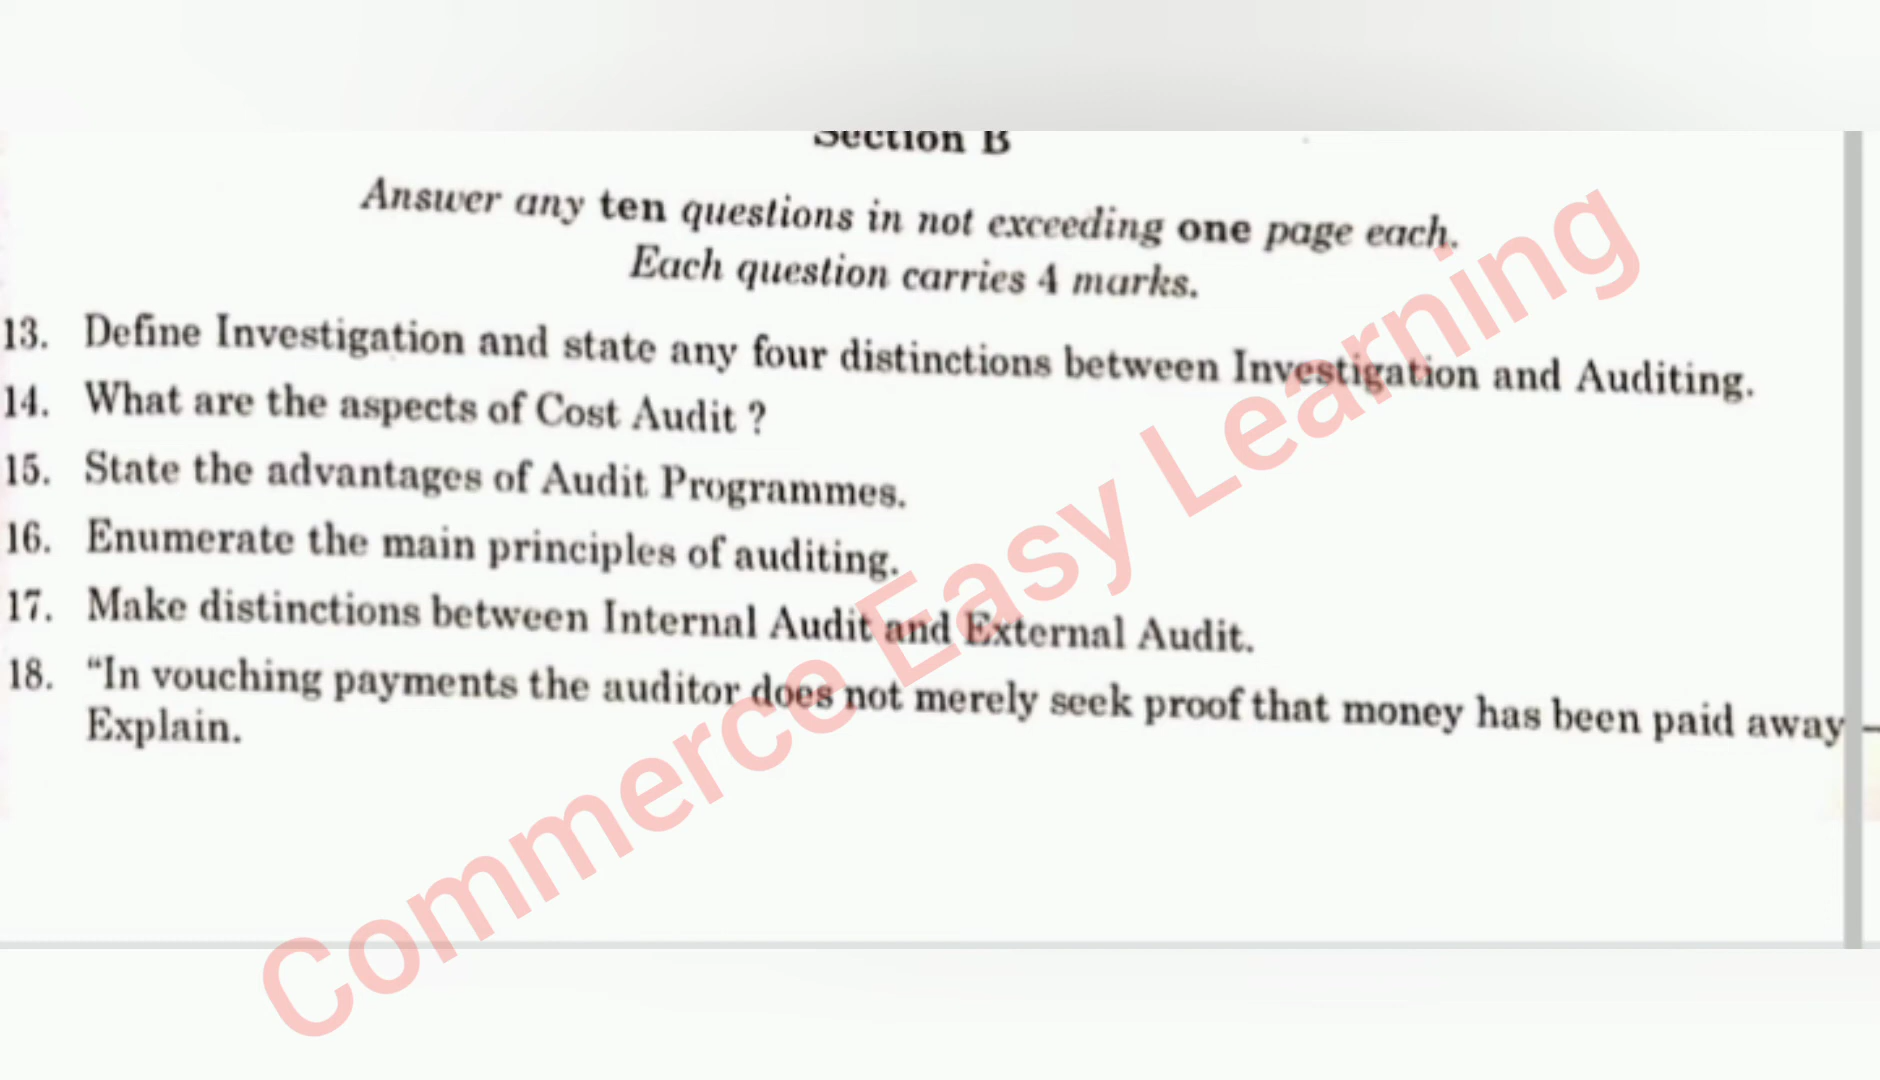 Section B
Answer any ten questions in not exceeding one page each.
Each question carries 4 marks.
13. Define Investigation and state any four distinctions between Investigation and Auditing.
14. What are the aspects of Cost Audit ?
15. State the advantages of Audit Programmes.
16. Enumerate the main principles of auditing.
17. Make distinctions between Internal Audit and External Audit.
18. “In vouching payments the auditor does not merely seek proof that money has been paid away –
Explain.
Commerce Easy Learning